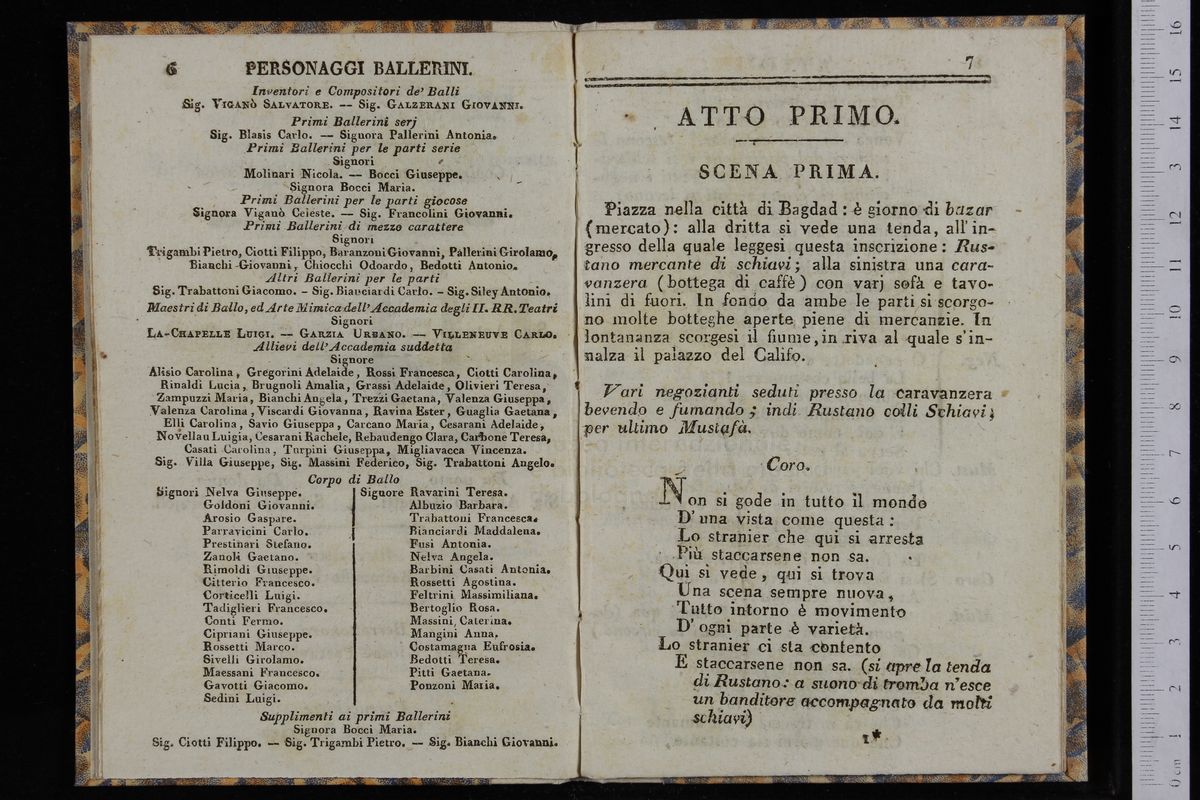 6 PERSONAGGI BALLERINI.
Inventori e Compositori de' Balli
Sig. VIGANÒ SALVATORE. — Sig. GALZERANI GIOVANNI.
Primi Ballerini serj
Sig. Blasis Carlo. — Signora Pallerini Antonia.
Primi Ballerini per le parti serie
Signori
Molinari Nicola. — Bocci Giuseppe.
Signora Bocci Maria.
Primi Ballerini per le parti giocose
Signora Viganò Celeste. — Sig. Francolini Giovanni.
Primi Ballerini di mezzo carattere
Signori
Trigambi Pietro, Ciotti Filippo, Baranzoni Giovanni, Pallerini Girolamo,
Bianchi Giovanni, Chiocchi Odoardo, Bedotti Antonio.
Altri Ballerini per le parti
Sig. Trabattoni Giacomo. – Sig. Bianciardi Carlo. – Sig. Siley Antonio.
Maestri di Ballo, ed Arte Mimica dell' Accademia degli II. RR. Teatri
Signori
LA-CHAPELLE LUIGI. — GARZIA URBANO. — VILLENEUVE CARLO.
Allievi dell' Accademia suddetta
Signore
Alisio Carolina, Gregorini Adelaide, Rossi Francesca, Ciotti Carolina,
Rinaldi Lucia, Brugnoli Amalia, Grassi Adelaide, Olivieri Teresa,
Zampuzzi Maria, Bianchi Angela, Trezzi Gaetana, Valenza Giuseppa,
Valenza Carolina, Viscardi Giovanna, Ravina Ester, Guaglia Gaetana,
Elli Carolina, Savio Giuseppa, Carcano Maria, Cesarani Adelaide,
Novellau Luigia, Cesarani Rachele, Rebaudengo Clara, Carbone Teresa,
Casati Carolina, Turpini Giuseppa, Migliavacca Vincenza.
Sig. Villa Giuseppe, Sig. Massini Federico, Sig. Trabattoni Angelo.
Corpo di Ballo
Signori Nelva Giuseppe.
Goldoni Giovanni.
Arosio Gaspare.
Parravicini Carlo.
Prestinari Stefano.
Zanoli Gaetano.
Rimoldi Giuseppe.
Citterio Francesco.
Corticelli Luigi.
Tadiglieri Francesco.
Conti Fermo.
Cipriani Giuseppe.
Rossetti Marco.
Sivelli Girolamo.
Maessani Francesco.
Gavotti Giacomo.
Sedini Luigi.
Signore Ravarini Teresa.
Albuzio Barbara.
Trabattoni Francesca.
Bianciardi Maddalena.
Fusi Antonia.
Nelva Angela.
Barbini Casati Antonia.
Rossetti Agostina.
Feltrini Massimiliana.
Bertoglio Rosa.
Massini Caterina.
Mangini Anna.
Costamagna Eufrosia.
Bedotti Teresa.
Pitti Gaetana.
Ponzoni Maria.
Supplimenti ai primi Ballerini
Signora Bocci Maria.
Sig. Ciotti Filippo. — Sig. Trigambi Pietro. — Sig. Bianchi Giovanni.
7
ATTO PRIMO.
SCENA PRIMA.
Piazza nella città di Bagdad : è giorno di bazar
(mercato): alla dritta si vede una tenda, all' in-
gresso della quale leggesi questa inscrizione : Rus-
tano mercante di schiavi; alla sinistra una cara-
vanzera (bottega di caffè) con varj sofà e tavo-
lini di fuori. In fondo da ambe le parti si scorgo-
no molte botteghe aperte piene di mercanzie. In
lontananza scorgesi il fiume, in riva al quale s'in-
nalza il palazzo del Califo.
Vari negozianti seduti presso la caravanzera
bevendo e fumando ; indi Rustano colli Schiavi;
per ultimo Mustafà.
Coro.
Non si gode in tutto il mondo
D' una vista come questa :
Lo stranier che qui si arresta
Più staccarsene non sa.
Qui si vede, qui si trova
Una scena sempre nuova,
Tutto intorno è movimento
D' ogni parte è varietà.
Lo stranier ci sta contento
E staccarsene non sa. (si apre la tenda
di Rustano: a suono di tromba n'esce
un banditore accompagnato da molti
schiavi)
1*
0 cm 1 2 3 4 5 6 7 8 9 10 11 12 13 14 15 16